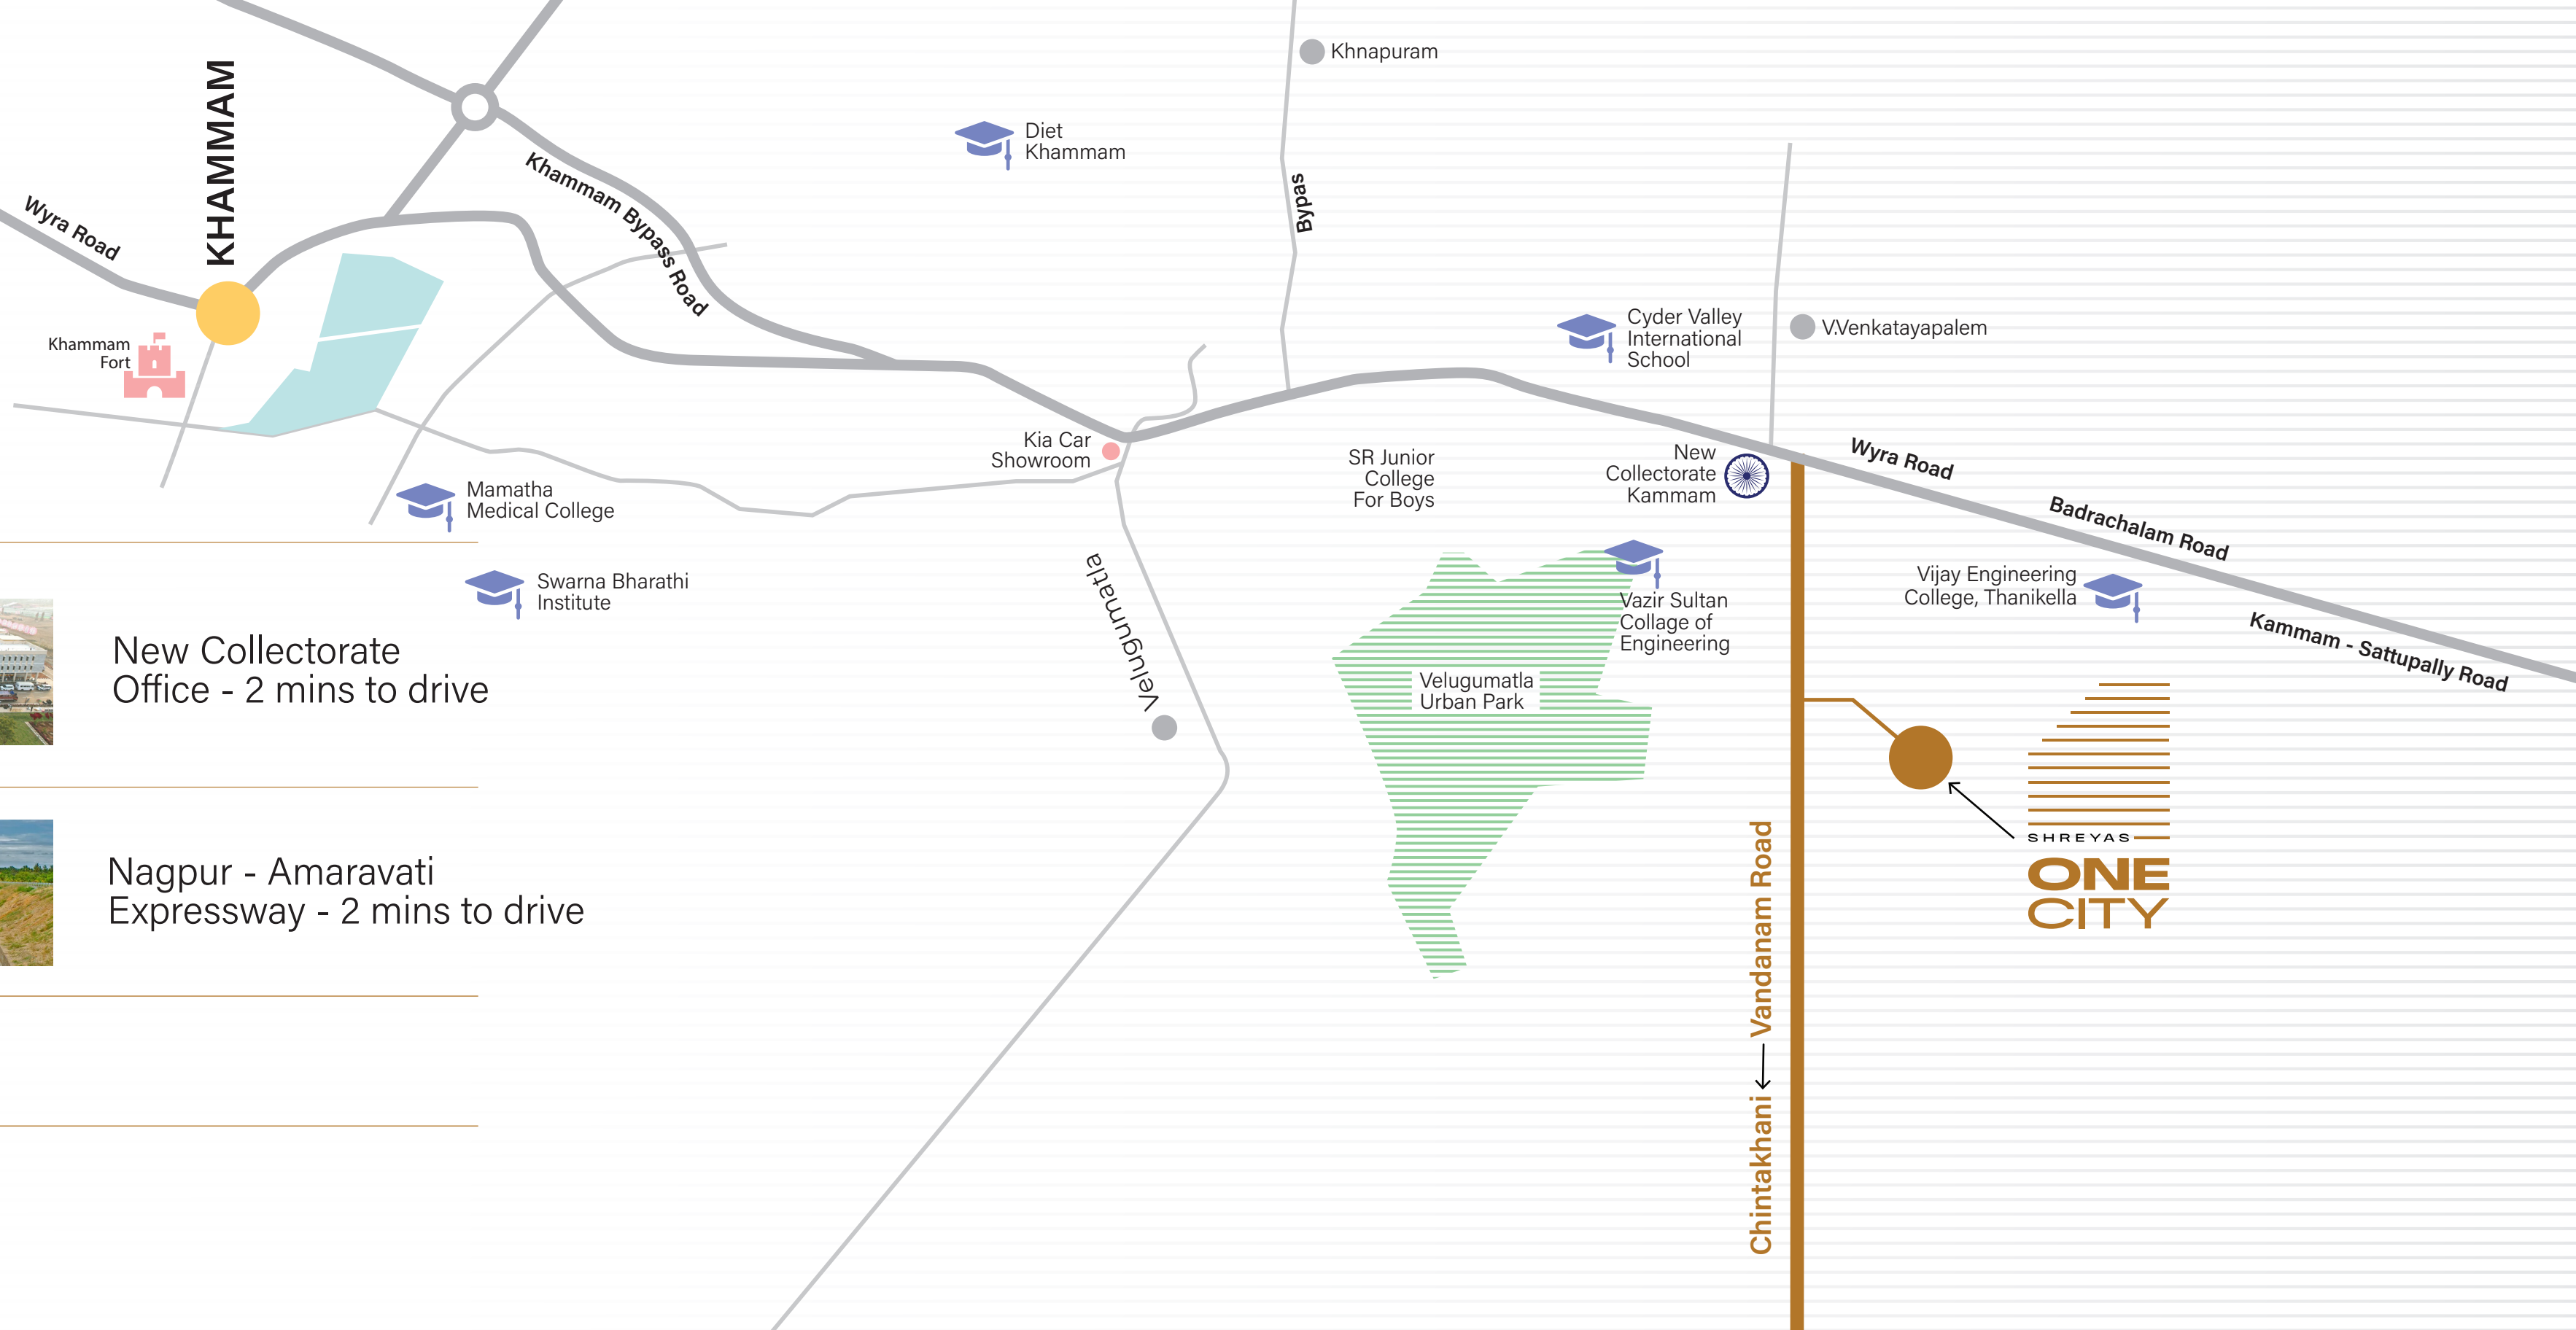 Khnapuram
KHAMMAM
Diet
Khammam
Wyra Road
Khammam Bypass Road
Bypas
Khammam
Fort
Cyder Valley
International
School
V.Venkatayapalem
Kia Car
Showroom
SR Junior
College
For Boys
New
Collectorate
Kammam
Wyra Road
Badrachalam Road
Kammam - Sattupally Road
Mamatha
Medical College
Swarna Bharathi
Institute
Velugumatla
Vazir Sultan
Collage of
Engineering
Vijay Engineering
College, Thanikella
Velugumatla
Urban Park
New Collectorate
Office - 2 mins to drive
Nagpur - Amaravati
Expressway - 2 mins to drive
SHREYAS
ONE
CITY
Vandanam Road
Chintakhani